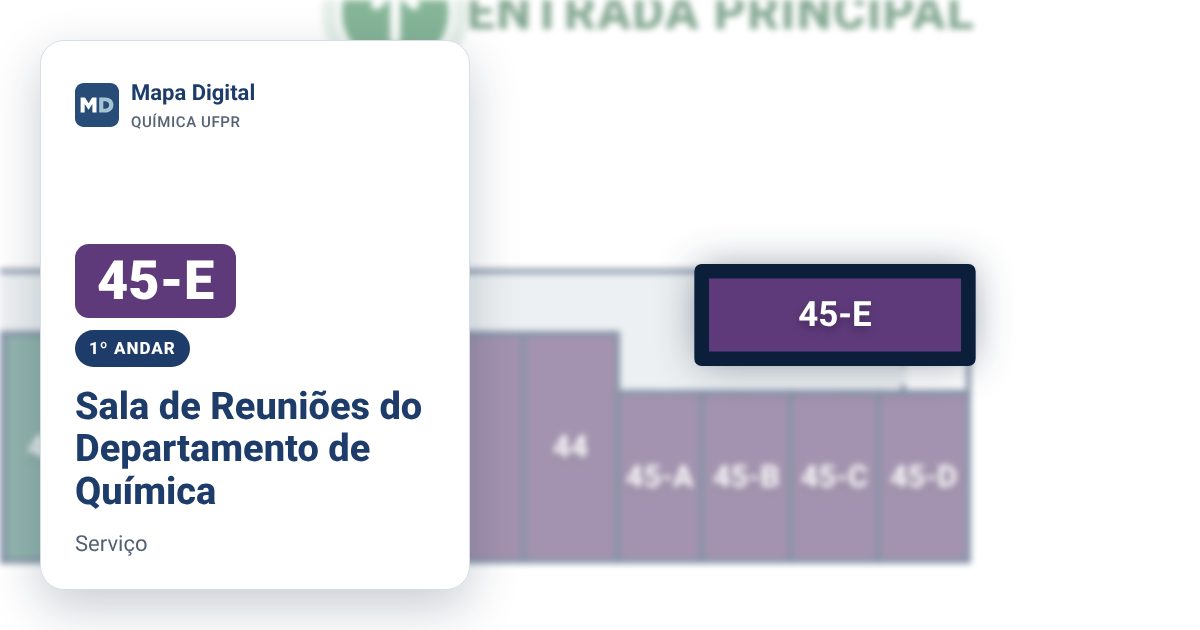 ENTRADA PRINCIPAL
MD
Mapa Digital
QUÍMICA UFPR
45-E
1º ANDAR
Sala de Reuniões do
Departamento de
Química
Serviço
45-E
44
45-A 45-B 45-C 45-D